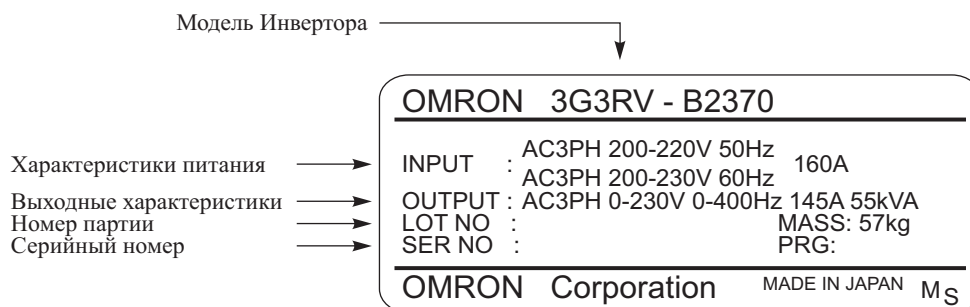 Модель Инвертора
OMRON 3G3RV - B2370
Характеристики питания
INPUT : AC3PH 200-220V 50Hz 160A
AC3PH 200-230V 60Hz
Выходные характеристики
OUTPUT : AC3PH 0-230V 0-400Hz 145A 55kVA
Номер партии
LOT NO : MASS: 57kg
Серийный номер
SER NO : PRG:
OMRON Corporation MADE IN JAPAN MS